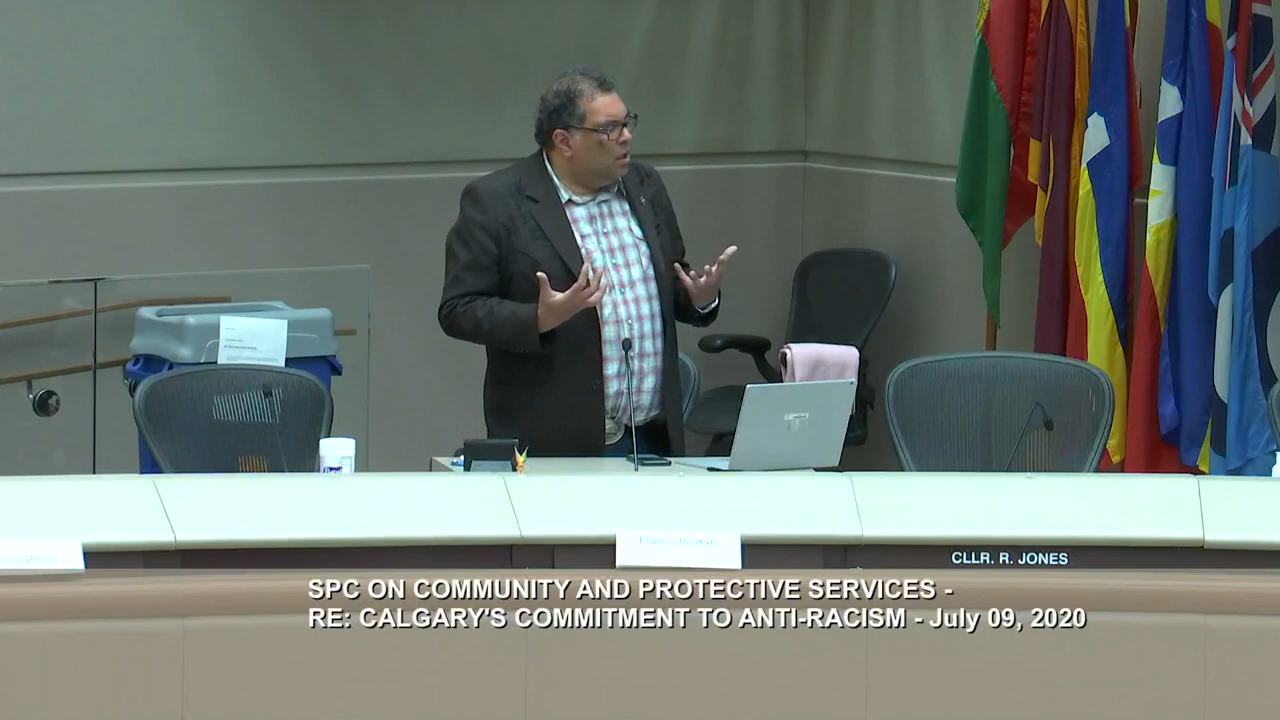 CLLR. R. JONES
SPC ON COMMUNITY AND PROTECTIVE SERVICES -
RE: CALGARY'S COMMITMENT TO ANTI-RACISM - July 09, 2020